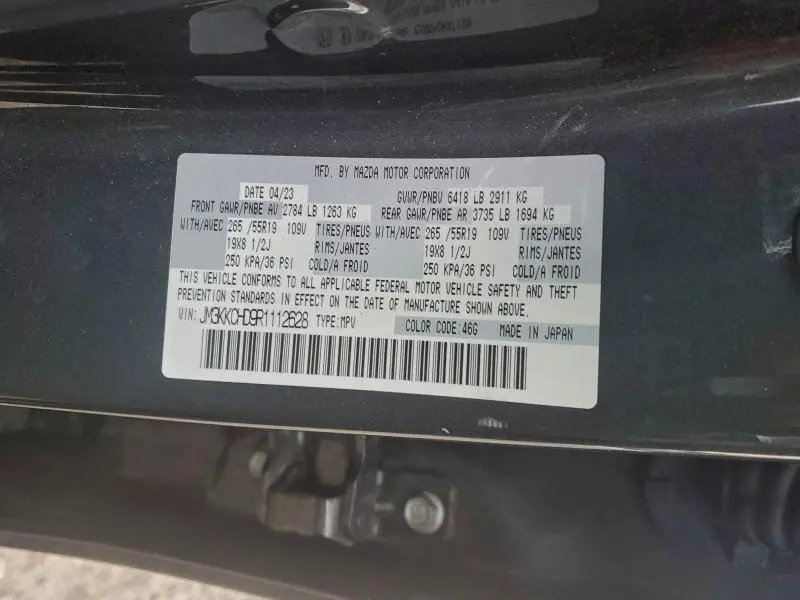 MFD. BY MAZDA MOTOR CORPORATION
DATE 04/23 GVWR/PNBV 6418 LB 2911 KG
FRONT GAWR/PNBE AV 2784 LB 1263 KG REAR GAWR/PNBE AR 3735 LB 1694 KG
WITH/AVEC 265 /55R19 109V TIRES/PNEUS WITH/AVEC 265 /55R19 109V TIRES/PNEUS
19X8 1/2J RIMS/JANTES 19X8 1/2J RIMS/JANTES
250 KPA/36 PSI COLD/A FROID 250 KPA/36 PSI COLD/A FROID
THIS VEHICLE CONFORMS TO ALL APPLICABLE FEDERAL MOTOR VEHICLE SAFETY AND THEFT
PREVENTION STANDARDS IN EFFECT ON THE DATE OF MANUFACTURE SHOWN ABOVE.
VIN: JM3KKCHD9R1112628 TYPE:MPV COLOR CODE:46G MADE IN JAPAN